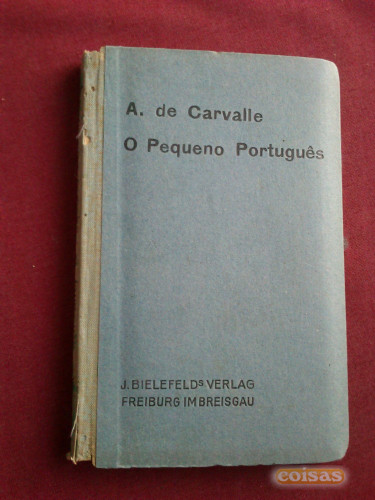 A. de Carvalle
O Pequeno Português
J. BIELEFELDS VERLAG
FREIBURG IM BREISGAU
coisas